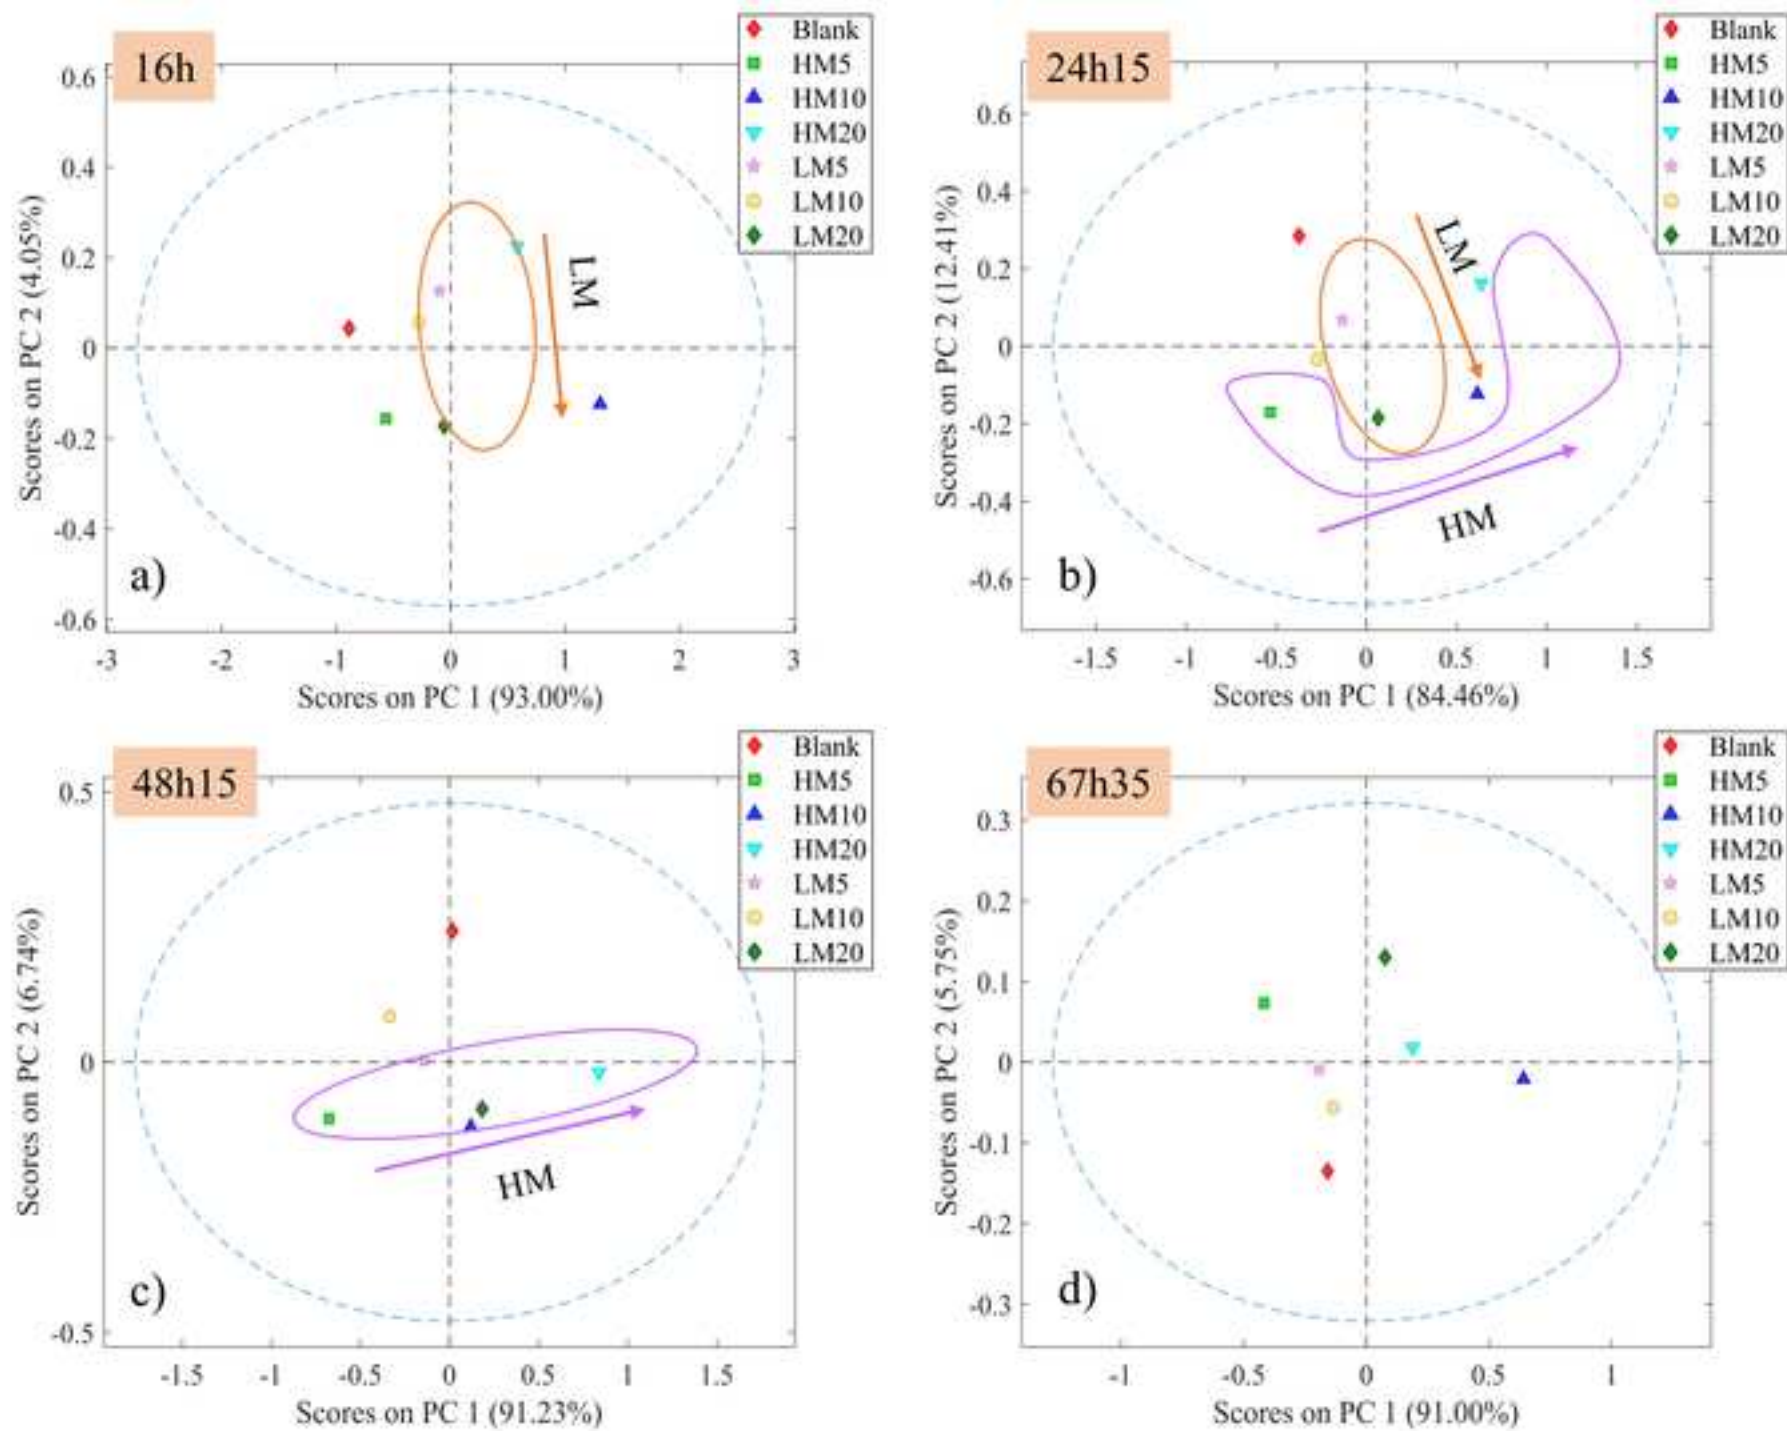 16h
Blank
HM5
HM10
HM20
LM5
LM10
LM20
0.6
0.4
0.2
0
-0.2
-0.4
-0.6
Scores on PC 2 (4.05%)
LM
a)
-3 -2 -1 0 1 2 3
Scores on PC 1 (93.00%)
24h15
Blank
HM5
HM10
HM20
LM5
LM10
LM20
0.6
0.4
0.2
0
-0.2
-0.4
-0.6
Scores on PC 2 (12.41%)
LM
HM
b)
-1.5 -1 -0.5 0 0.5 1 1.5
Scores on PC 1 (84.46%)
48h15
Blank
HM5
HM10
HM20
LM5
LM10
LM20
0.5
0
-0.5
Scores on PC 2 (6.74%)
HM
c)
-1.5 -1 -0.5 0 0.5 1 1.5
Scores on PC 1 (91.23%)
67h35
Blank
HM5
HM10
HM20
LM5
LM10
LM20
0.3
0.2
0.1
0
-0.1
-0.2
-0.3
Scores on PC 2 (5.75%)
d)
-1 -0.5 0 0.5 1
Scores on PC 1 (91.00%)